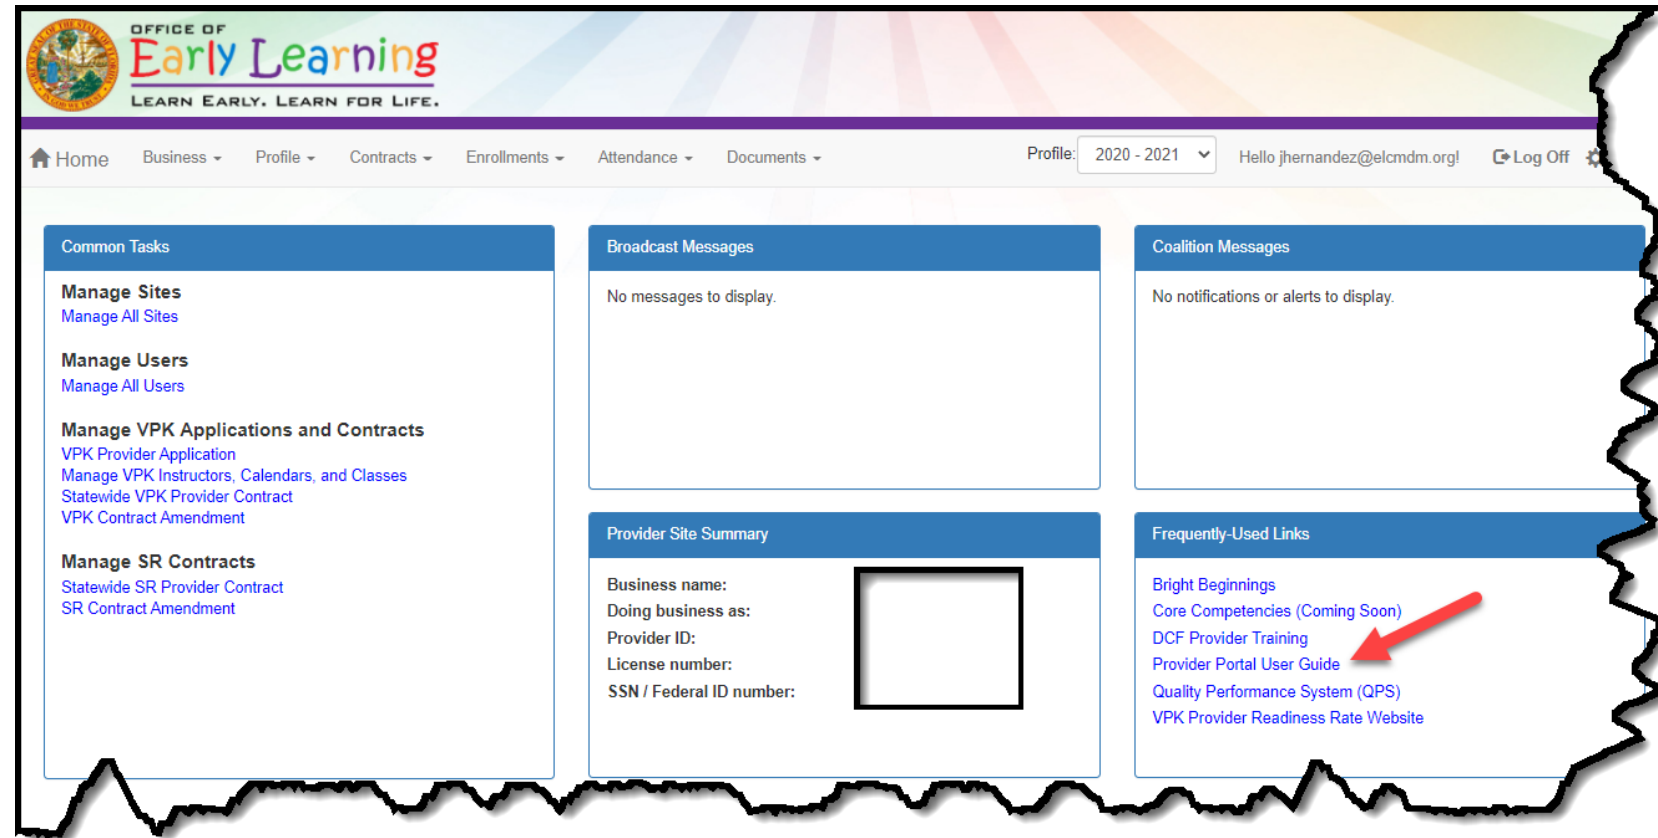 OFFICE OF
Early Learning
LEARN EARLY. LEARN FOR LIFE.
Home Business Profile Contracts Enrollments Attendance Documents Profile: 2020 - 2021 Hello jhernandez@elcmdm.org! Log Off
Common Tasks
Manage Sites
Manage All Sites
Manage Users
Manage All Users
Manage VPK Applications and Contracts
VPK Provider Application
Manage VPK Instructors, Calendars, and Classes
Statewide VPK Provider Contract
VPK Contract Amendment
Manage SR Contracts
Statewide SR Provider Contract
SR Contract Amendment
Broadcast Messages
No messages to display.
Coalition Messages
No notifications or alerts to display.
Provider Site Summary
Business name:
Doing business as:
Provider ID:
License number:
SSN / Federal ID number:
Frequently-Used Links
Bright Beginnings
Core Competencies (Coming Soon)
DCF Provider Training
Provider Portal User Guide
Quality Performance System (QPS)
VPK Provider Readiness Rate Website